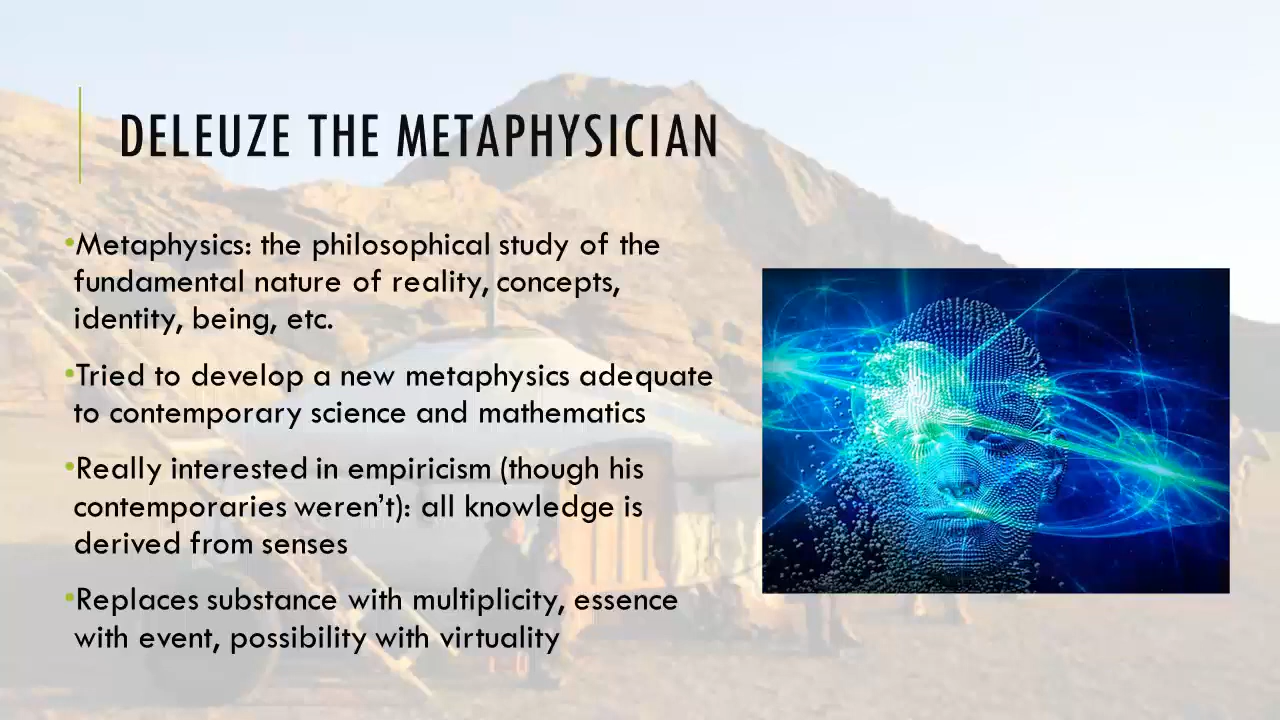 DELEUZE THE METAPHYSICIAN
•Metaphysics: the philosophical study of the
fundamental nature of reality, concepts,
identity, being, etc.
•Tried to develop a new metaphysics adequate
to contemporary science and mathematics
•Really interested in empiricism (though his
contemporaries weren't): all knowledge is
derived from senses
•Replaces substance with multiplicity, essence
with event, possibility with virtuality